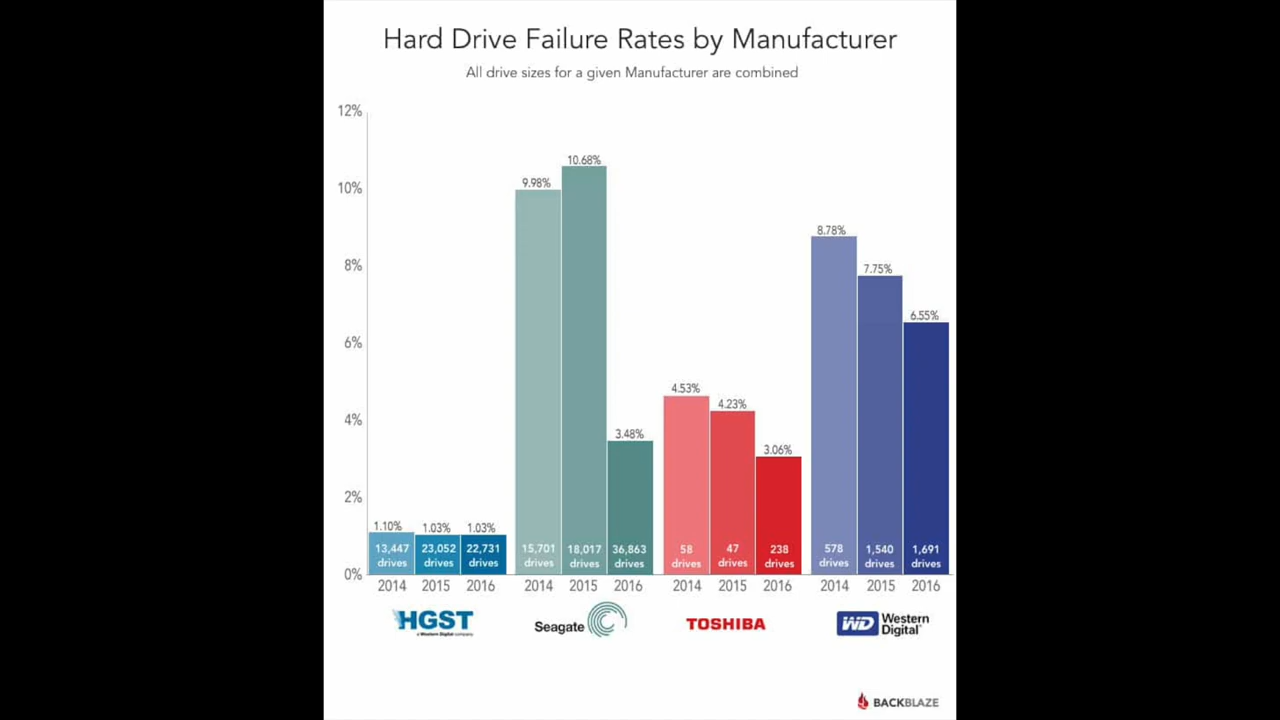 Hard Drive Failure Rates by Manufacturer
All drive sizes for a given Manufacturer are combined
12%
10%
8%
6%
4%
2%
0%
1.10%
1.03%
1.03%
9.98%
10.68%
3.48%
4.53%
4.23%
3.06%
8.78%
7.75%
6.55%
13,447 drives
23,052 drives
22,731 drives
15,701 drives
18,017 drives
36,863 drives
58 drives
47 drives
238 drives
578 drives
1,540 drives
1,691 drives
2014 2015 2016 2014 2015 2016 2014 2015 2016 2014 2015 2016
HGST
a Western Digital company
Seagate
TOSHIBA
WD Western Digital
BACKBLAZE